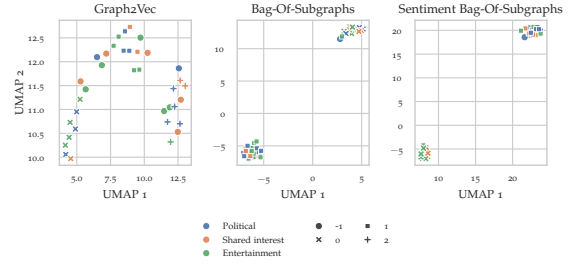 Graph2Vec
Bag-Of-Subgraphs
Sentiment Bag-Of-Subgraphs
UMAP 2
12.5
12.0
11.5
11.0
10.5
10.0
10
5
0
−5
20
15
10
5
0
−5
5.0 7.5 10.0 12.5
−5 0 5
10 20
UMAP 1
UMAP 1
UMAP 1
Political
Shared interest
Entertainment
-1
0
1
2